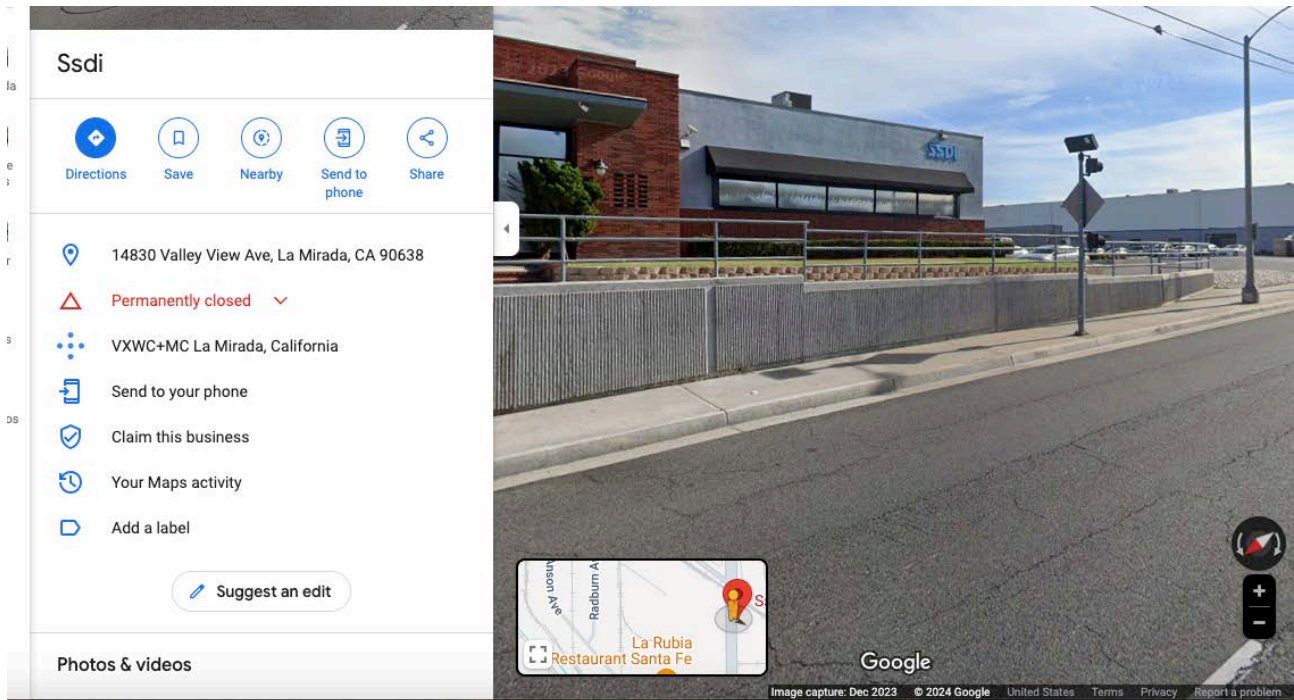 Ssdi
Directions
Save
Nearby
Send to
phone
Share
14830 Valley View Ave, La Mirada, CA 90638
Permanently closed
VXWC+MC La Mirada, California
Send to your phone
Claim this business
Your Maps activity
Add a label
Suggest an edit
Photos & videos
SSDI
Radburn A
La Rubia
Restaurant Santa Fe
Google
Image capture: Dec 2023 © 2024 Google United States Terms Privacy Report a problem